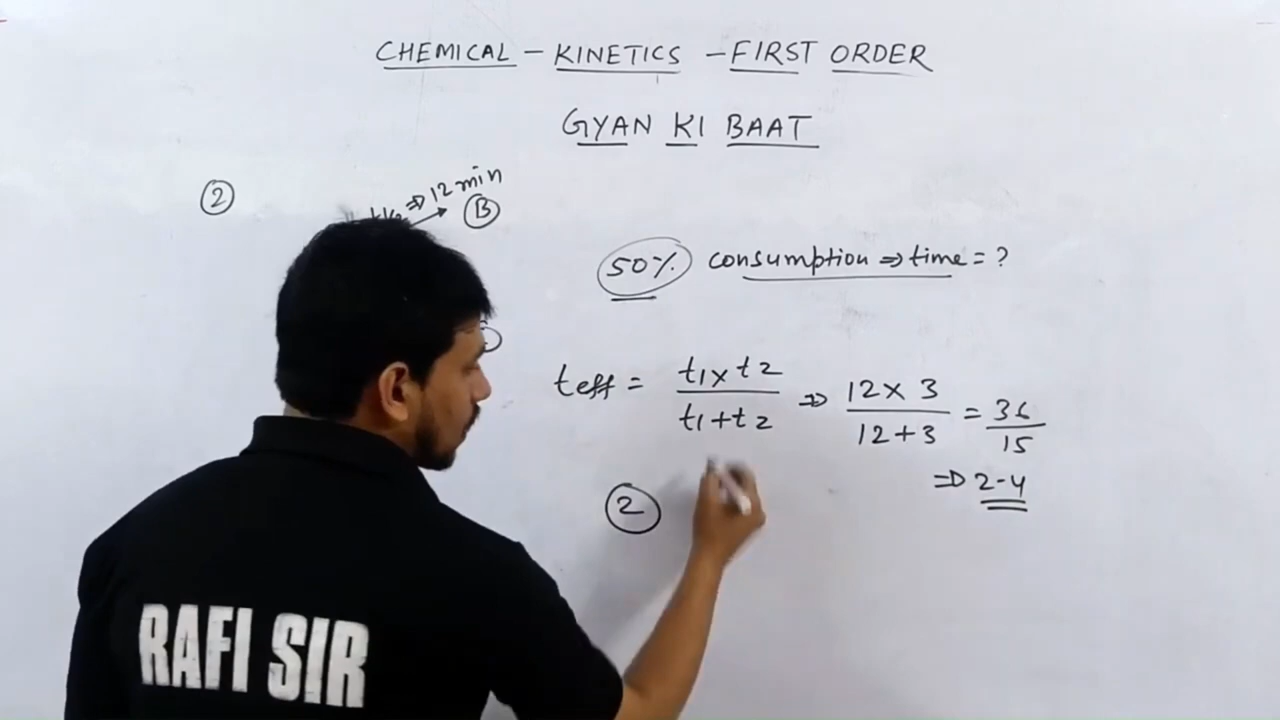 CHEMICAL - KINETICS - FIRST ORDER
GYAN KI BAAT
② ⇒ 12 min
B
50% consumption ⇒ time = ?
teff = t1 x t2 / t1 + t2 ⇒ 12 x 3 / 12 + 3 = 36 / 15
⇒ 2-4
②
RAFI SIR